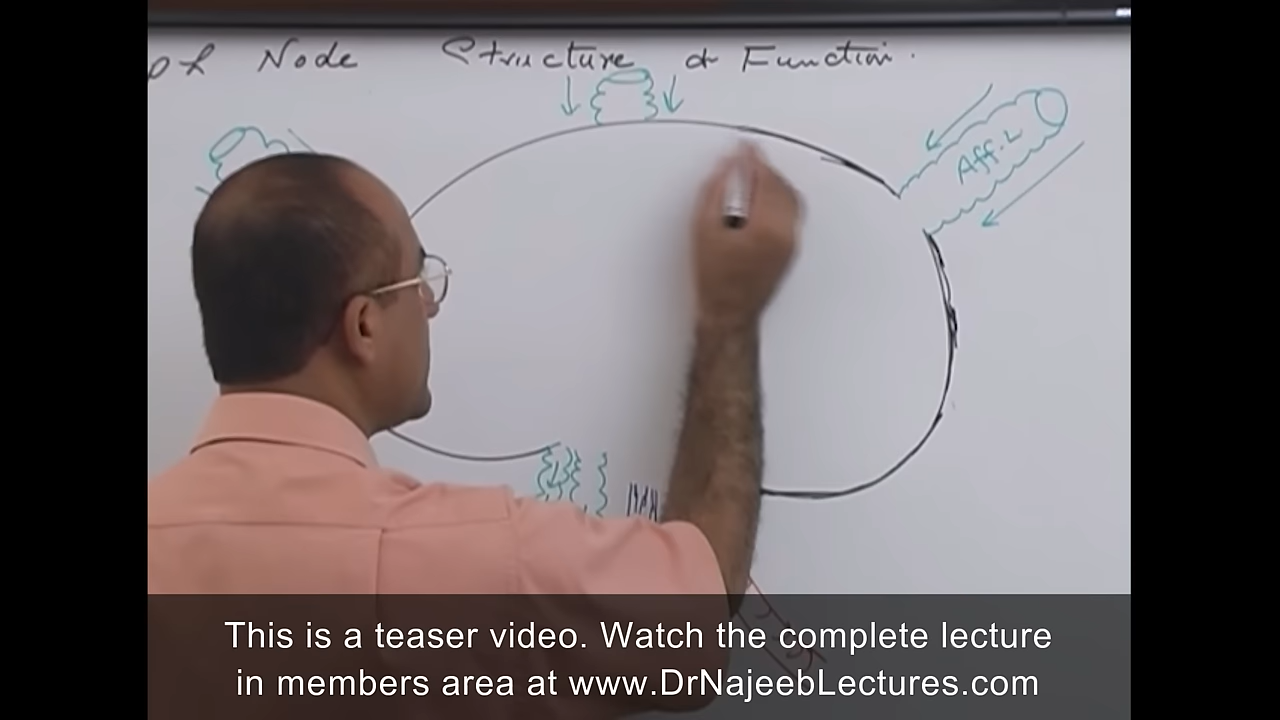 ph Node Structure & Function.
Aff. L
This is a teaser video. Watch the complete lecture
in members area at www.DrNajeebLectures.com